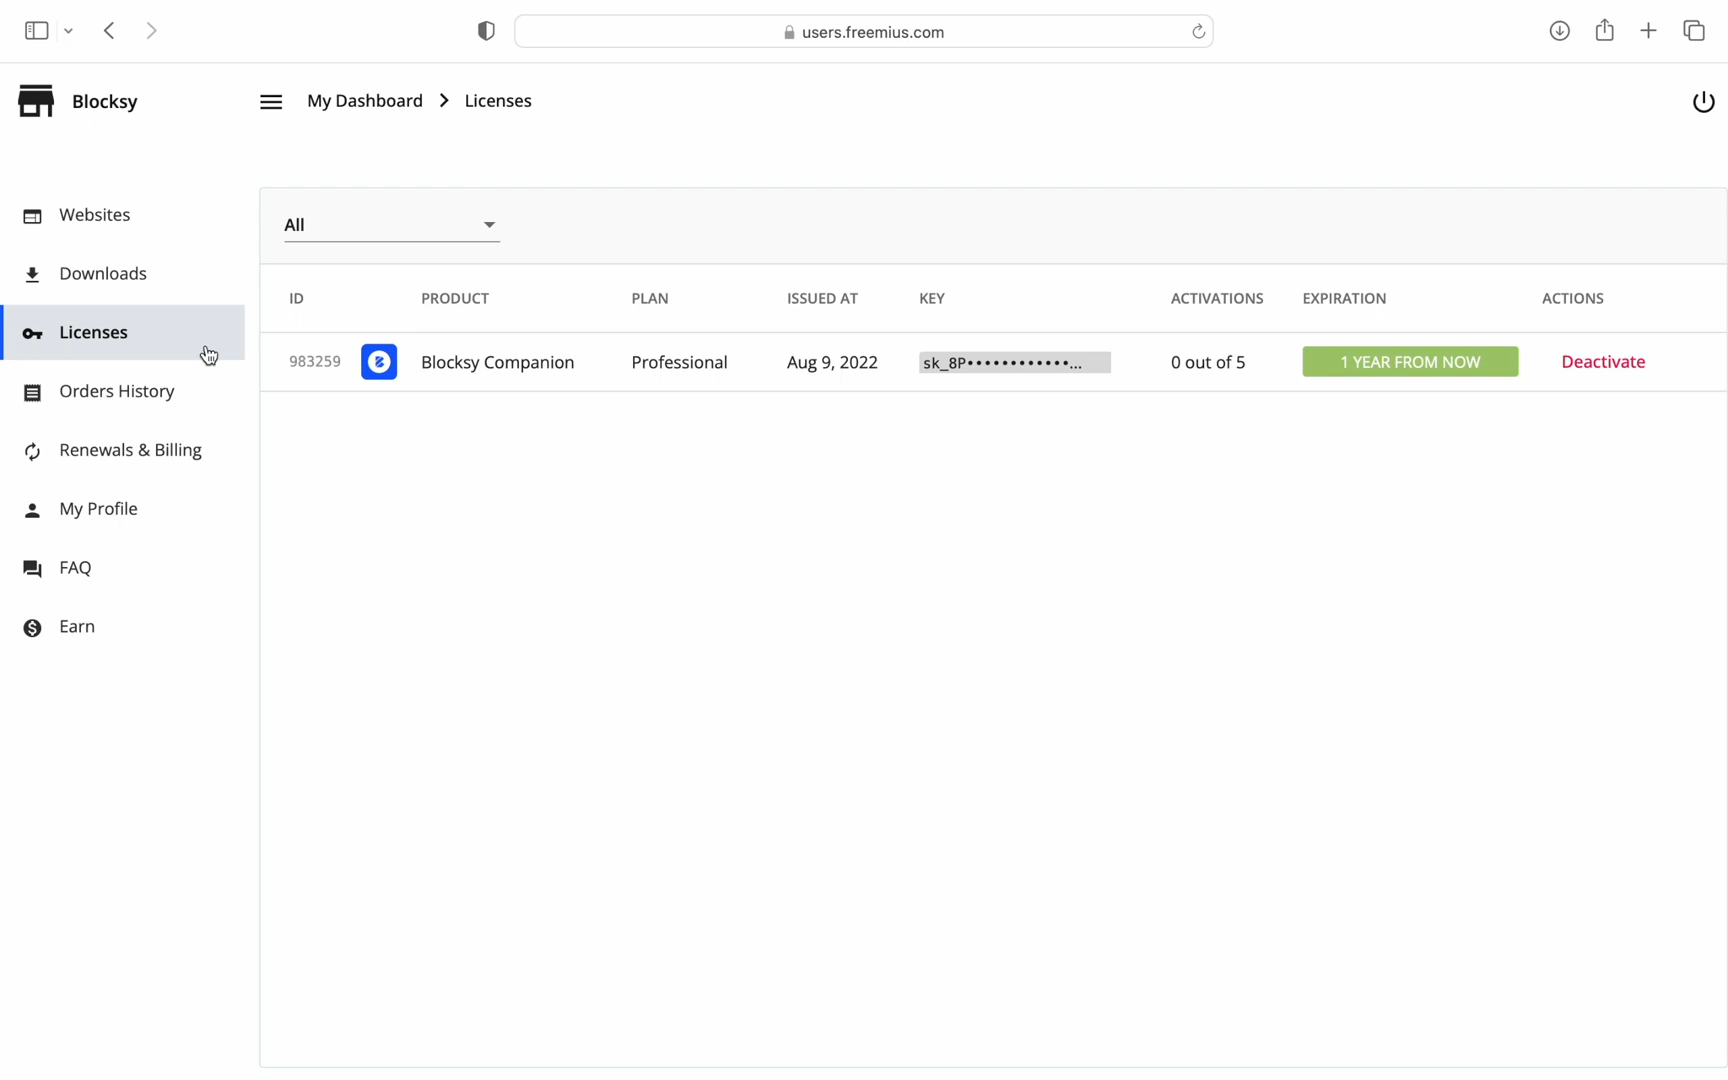 users.freemius.com
Blocksy
My Dashboard > Licenses
Websites
Downloads
Licenses
Orders History
Renewals & Billing
My Profile
FAQ
Earn
All
ID PRODUCT PLAN ISSUED AT KEY ACTIVATIONS EXPIRATION ACTIONS
983259 Blocksy Companion Professional Aug 9, 2022 sk_8P••••••••••••... 0 out of 5 1 YEAR FROM NOW Deactivate